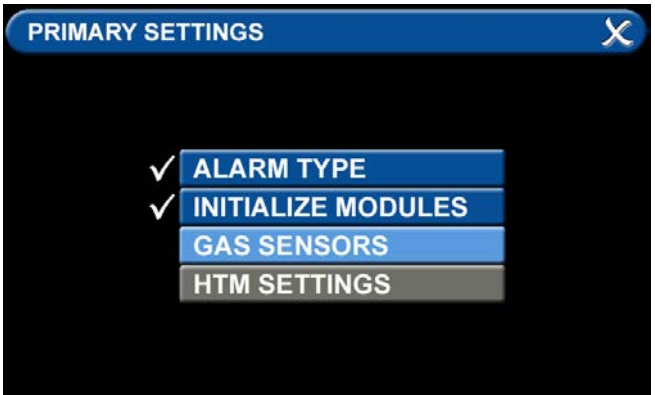 PRIMARY SETTINGS
ALARM TYPE
INITIALIZE MODULES
GAS SENSORS
HTM SETTINGS